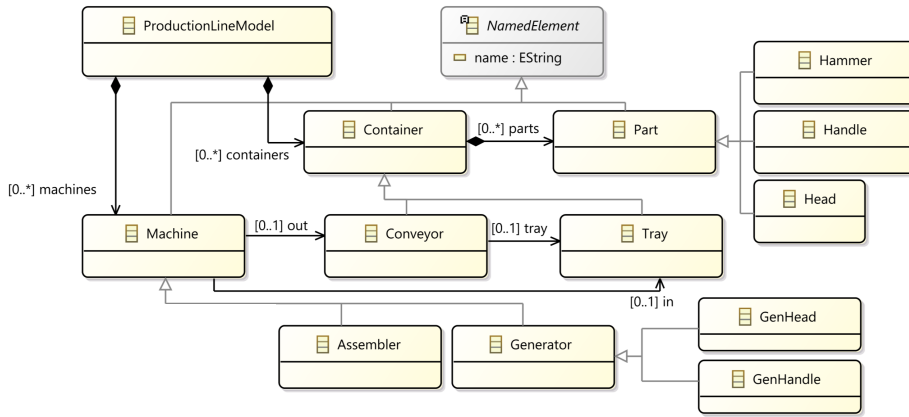 ProductionLineModel
NamedElement
name : EString
Hammer
Container
[0..*] parts
Part
Handle
[0..*] containers
[0..*] machines
Head
Machine
[0..1] out
Conveyor
[0..1] tray
Tray
[0..1] in
Assembler
Generator
GenHead
GenHandle